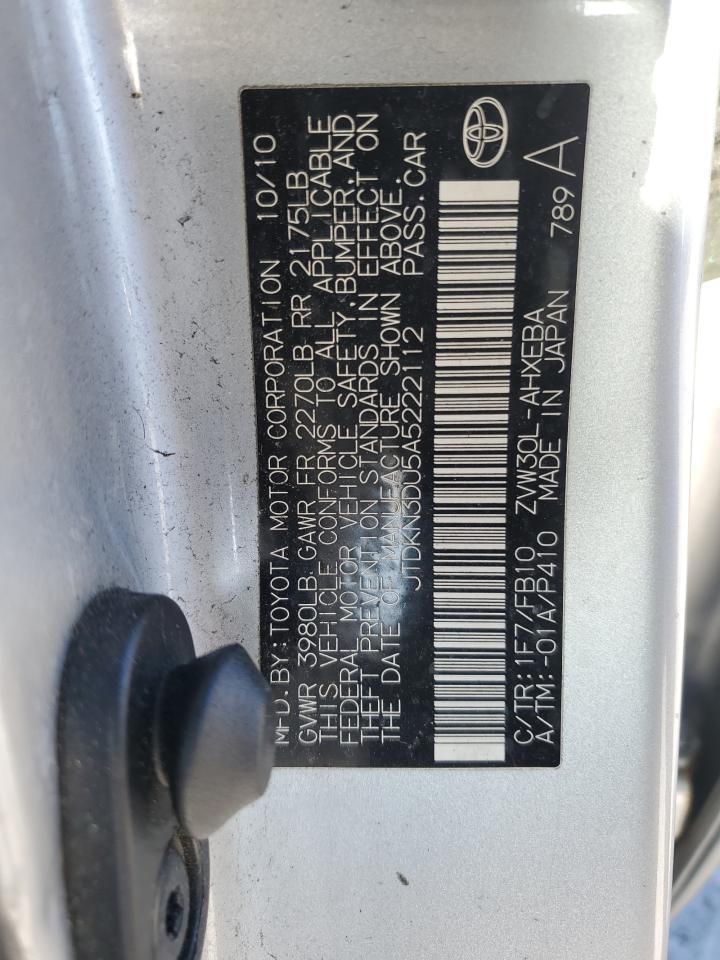 MFD. BY: TOYOTA MOTOR CORPORATION 10/10
GVWR 3980LB GAWR FR 2270LB RR 2175LB
THIS VEHICLE CONFORMS TO ALL APPLICABLE
FEDERAL MOTOR VEHICLE SAFETY, BUMPER, AND
THEFT PREVENTION STANDARDS IN EFFECT ON
THE DATE OF MANUFACTURE SHOWN ABOVE.
JTDKN3DU5A5222112 PASS. CAR
C/TR: 1F7/FB10 ZVW30L-AHXEBA
A/TM: -01A/P410 MADE IN JAPAN 789 A